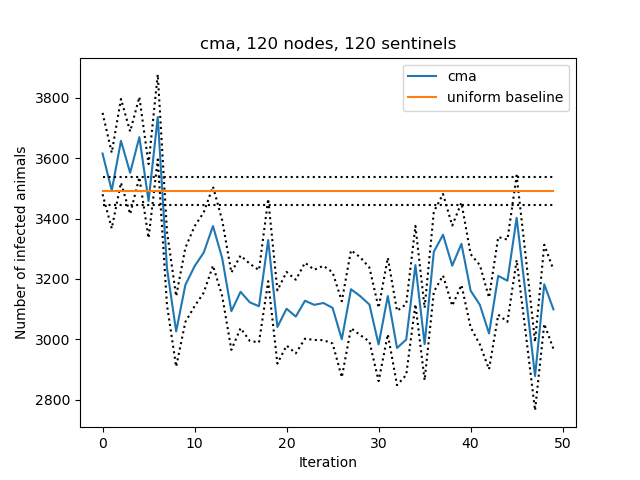 cma, 120 nodes, 120 sentinels
cma
uniform baseline
Number of infected animals
3800
3600
3400
3200
3000
2800
0 10 20 30 40 50
Iteration